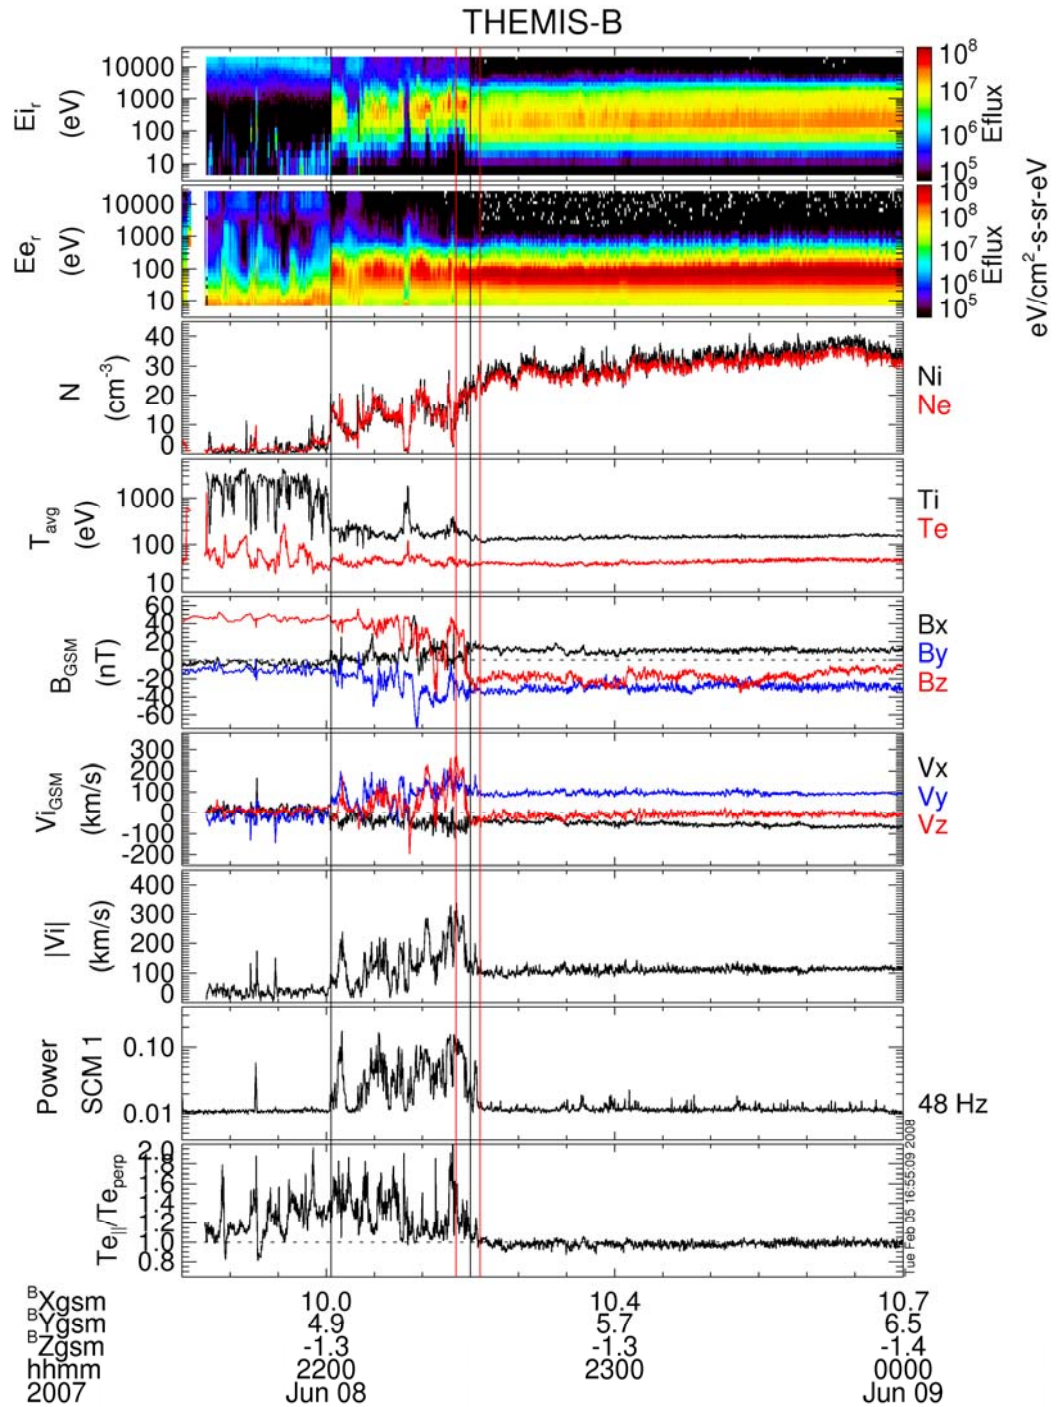 THEMIS-B
Ei_r (eV)
10000
1000
100
10
10^8
10^7
10^6
10^5
Eflux
Ee_r (eV)
10000
1000
100
10
10^9
10^8
10^7
10^6
10^5
Eflux
eV/cm^2-s-sr-eV
N (cm^-3)
40
30
20
10
0
Ni
Ne
T_avg (eV)
1000
100
10
Ti
Te
B_GSM (nT)
60
40
20
0
-20
-40
-60
Bx
By
Bz
Vi_GSM (km/s)
300
200
100
0
-100
-200
Vx
Vy
Vz
|Vi| (km/s)
400
300
200
100
0
Power SCM 1
0.10
0.01
48 Hz
Te_||/Te_perp
2.0
1.8
1.6
1.4
1.2
1.0
0.8
Tue Feb 05 16:55:09 2008
^BXgsm 10.0 10.4 10.7
^BYgsm 4.9 5.7 6.5
^BZgsm -1.3 -1.3 -1.4
hhmm 2200 2300 0000
2007 Jun 08 Jun 09